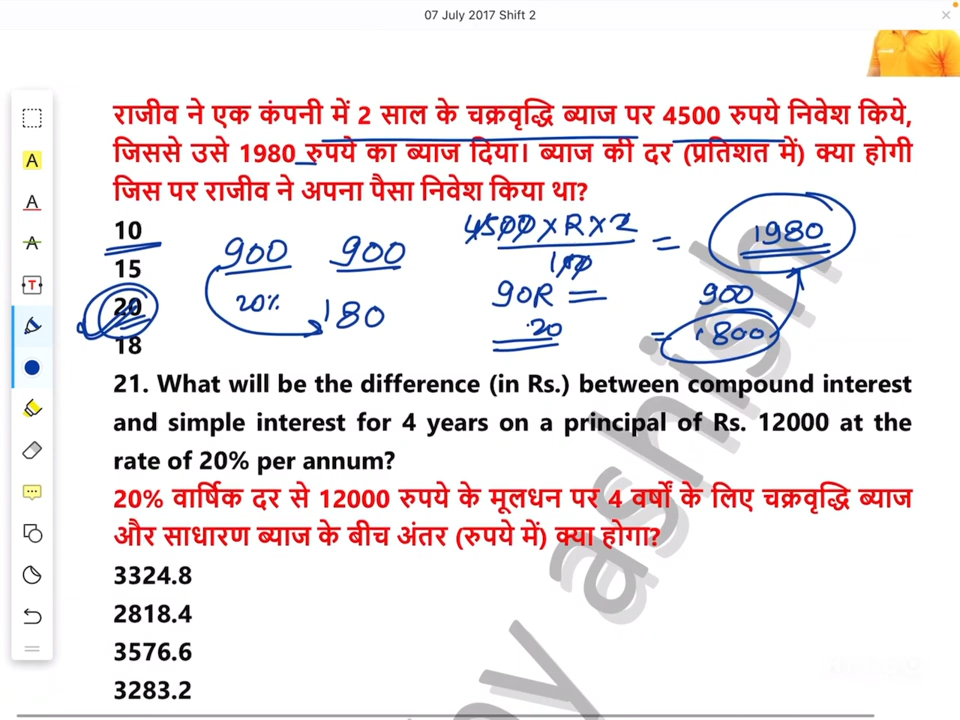 07 July 2017 Shift 2
राजीव ने एक कंपनी में 2 साल के चक्रवृद्धि ब्याज पर 4500 रुपये निवेश किये,
जिससे उसे 1980 रुपये का ब्याज दिया। ब्याज की दर (प्रतिशत में) क्या होगी
जिस पर राजीव ने अपना पैसा निवेश किया था?
10
15
20
18
900 900
20% 180
4500 × R × 2 / 100 = 1980
90R = 900
20 = 1800
21. What will be the difference (in Rs.) between compound interest
and simple interest for 4 years on a principal of Rs. 12000 at the
rate of 20% per annum?
20% वार्षिक दर से 12000 रुपये के मूलधन पर 4 वर्षों के लिए चक्रवृद्धि ब्याज
और साधारण ब्याज के बीच अंतर (रुपये में) क्या होगा?
3324.8
2818.4
3576.6
3283.2
by ashish